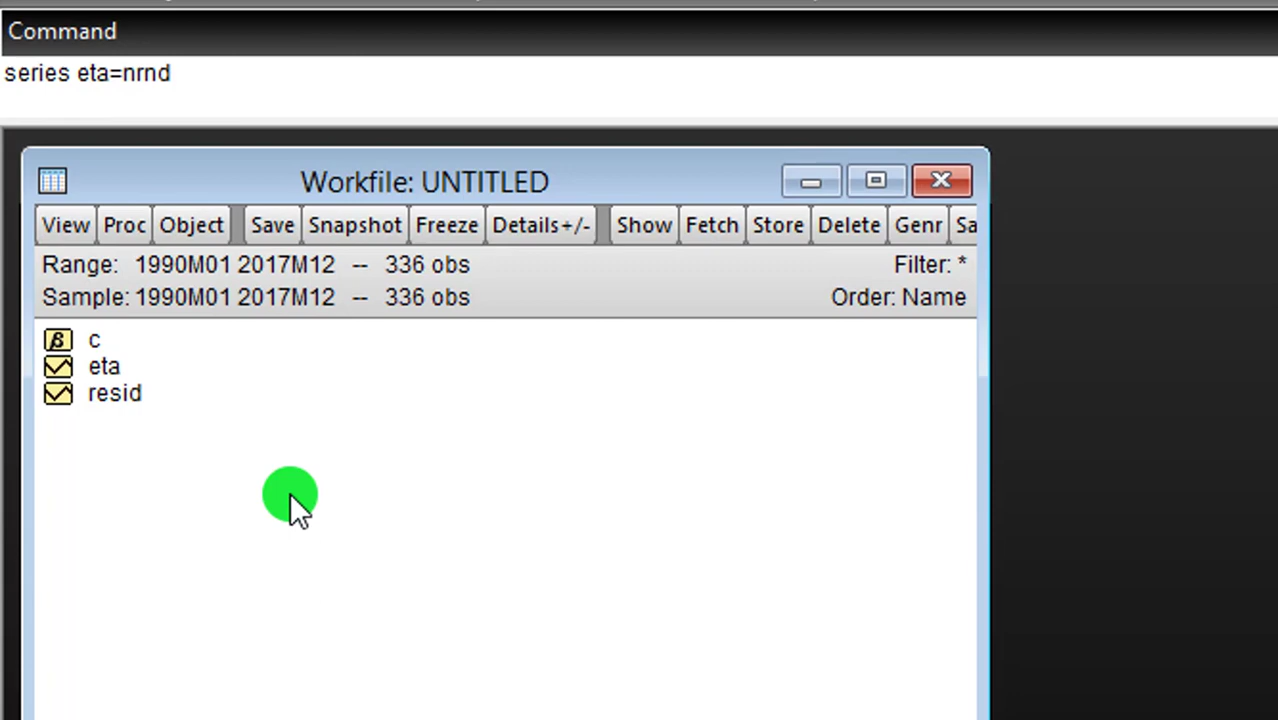 Command
series eta=nrnd
Workfile: UNTITLED
View Proc Object Save Snapshot Freeze Details+/- Show Fetch Store Delete Genr Sa
Range: 1990M01 2017M12 -- 336 obs Filter: *
Sample: 1990M01 2017M12 -- 336 obs Order: Name
β c
eta
resid